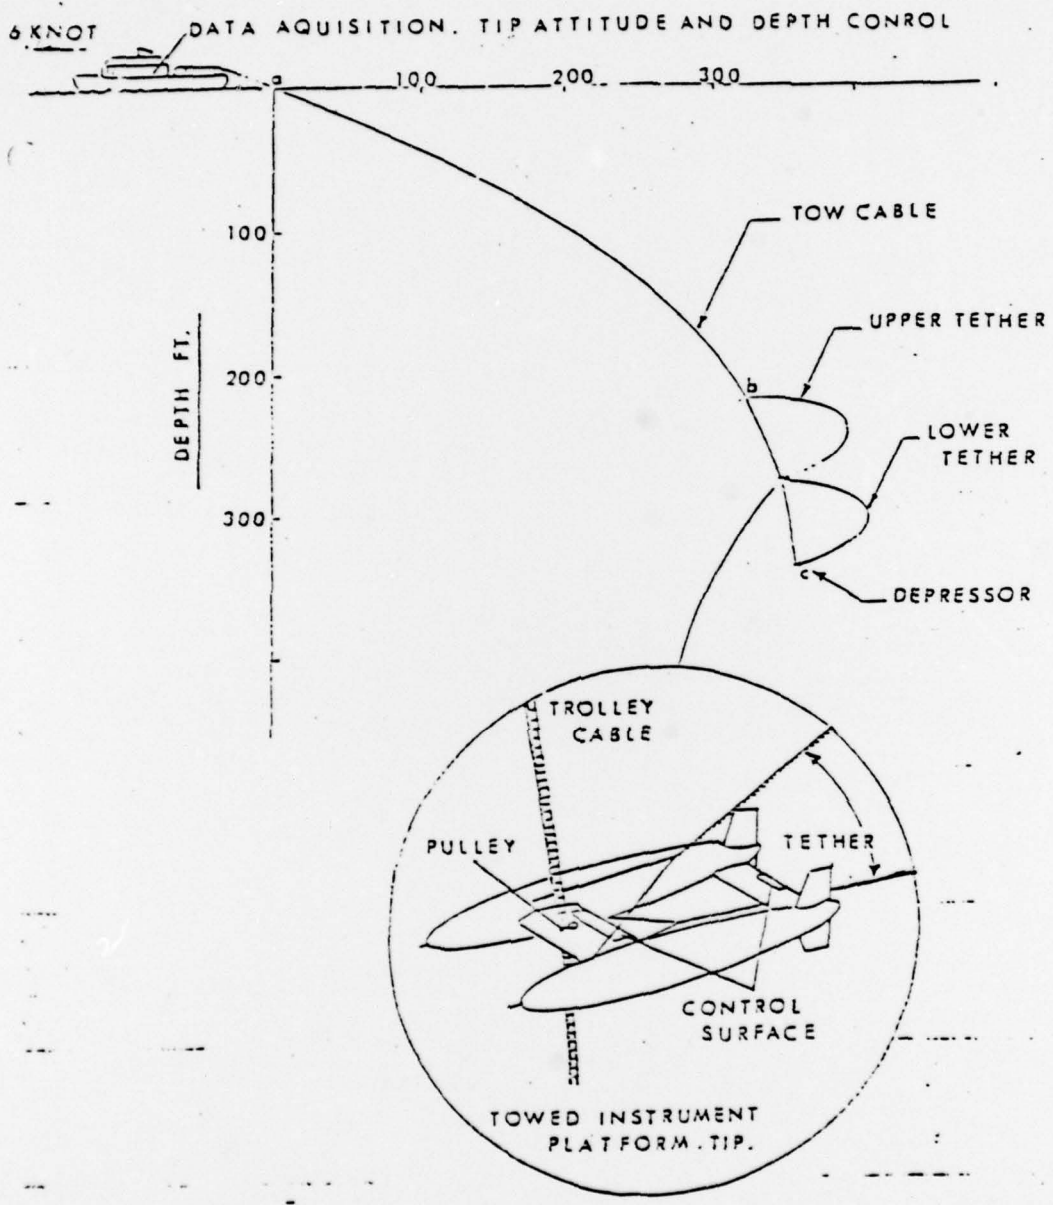 6 KNOT
DATA AQUISITION. TIP ATTITUDE AND DEPTH CONROL
a
100
200
300
100
TOW CABLE
UPPER TETHER
DEPTH FT.
200
b
LOWER
TETHER
300
c
DEPRESSOR
TROLLEY
CABLE
PULLEY
TETHER
CONTROL
SURFACE
TOWED INSTRUMENT
PLATFORM.TIP.